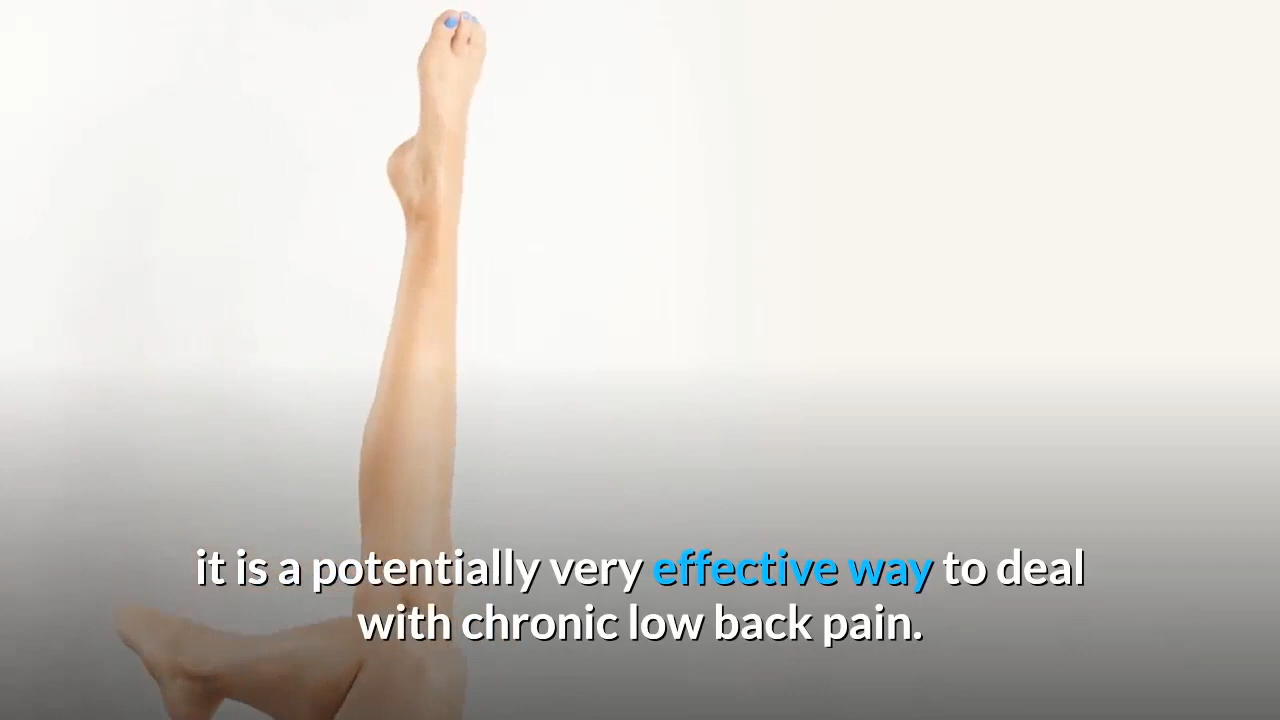 it is a potentially very effective way to deal
with chronic low back pain.